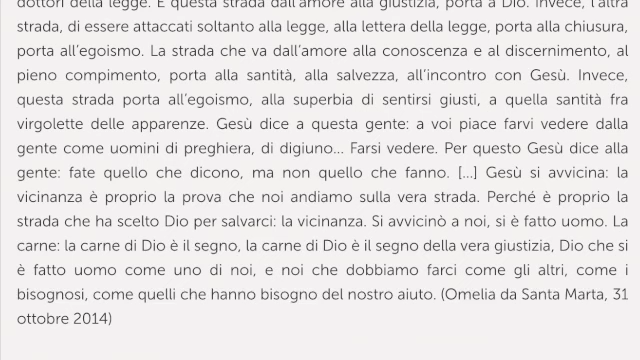 dottori della legge. E questa strada dall'amore alla giustizia, porta a Dio. Invece, l'altra
strada, di essere attaccati soltanto alla legge, alla lettera della legge, porta alla chiusura,
porta all'egoismo. La strada che va dall'amore alla conoscenza e al discernimento, al
pieno compimento, porta alla santità, alla salvezza, all'incontro con Gesù. Invece,
questa strada porta all'egoismo, alla superbia di sentirsi giusti, a quella santità fra
virgolette delle apparenze. Gesù dice a questa gente: a voi piace farvi vedere dalla
gente come uomini di preghiera, di digiuno... Farsi vedere. Per questo Gesù dice alla
gente: fate quello che dicono, ma non quello che fanno. [...] Gesù si avvicina: la
vicinanza è proprio la prova che noi andiamo sulla vera strada. Perché è proprio la
strada che ha scelto Dio per salvarci: la vicinanza. Si avvicinò a noi, si è fatto uomo. La
carne: la carne di Dio è il segno, la carne di Dio è il segno della vera giustizia, Dio che si
è fatto uomo come uno di noi, e noi che dobbiamo farci come gli altri, come i
bisognosi, come quelli che hanno bisogno del nostro aiuto. (Omelia da Santa Marta, 31
ottobre 2014)